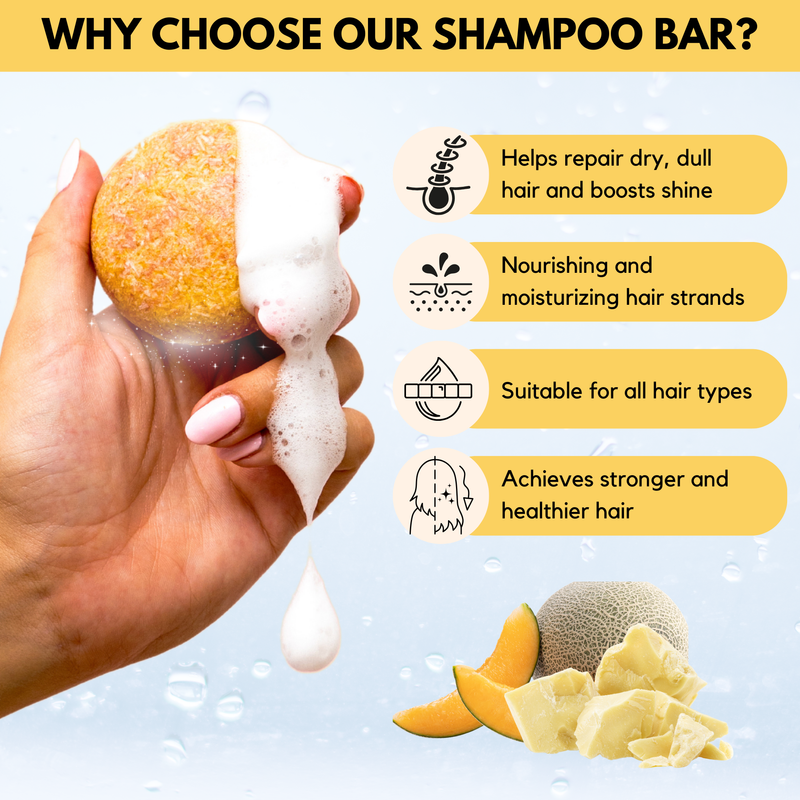 WHY CHOOSE OUR SHAMPOO BAR?
Helps repair dry, dull
hair and boosts shine
Nourishing and
moisturizing hair strands
Suitable for all hair types
Achieves stronger and
healthier hair